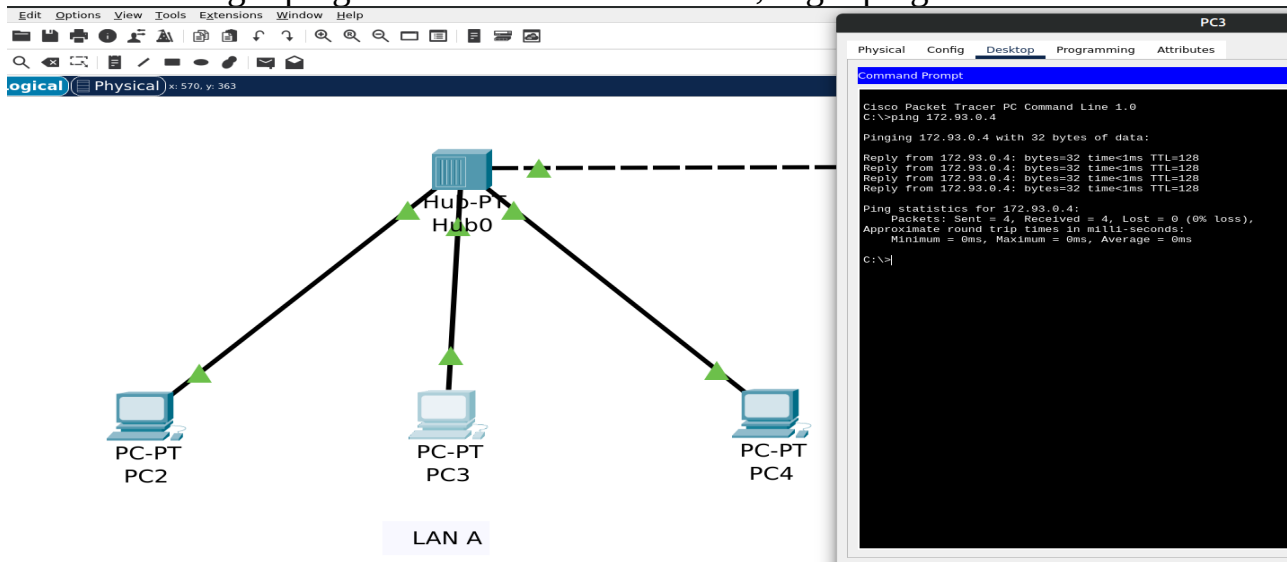 Edit Options View Tools Extensions Window Help
PC3
Physical Config Desktop Programming Attributes
Command Prompt
ogical Physical x: 570, y: 363
Cisco Packet Tracer PC Command Line 1.0
C:\>ping 172.93.0.4
Pinging 172.93.0.4 with 32 bytes of data:
Reply from 172.93.0.4: bytes=32 time<1ms TTL=128
Reply from 172.93.0.4: bytes=32 time<1ms TTL=128
Reply from 172.93.0.4: bytes=32 time<1ms TTL=128
Reply from 172.93.0.4: bytes=32 time<1ms TTL=128
Ping statistics for 172.93.0.4:
Packets: Sent = 4, Received = 4, Lost = 0 (0% loss),
Approximate round trip times in milli-seconds:
Minimum = 0ms, Maximum = 0ms, Average = 0ms
C:\>
Hub-PT
Hub0
PC-PT
PC2
PC-PT
PC3
PC-PT
PC4
LAN A